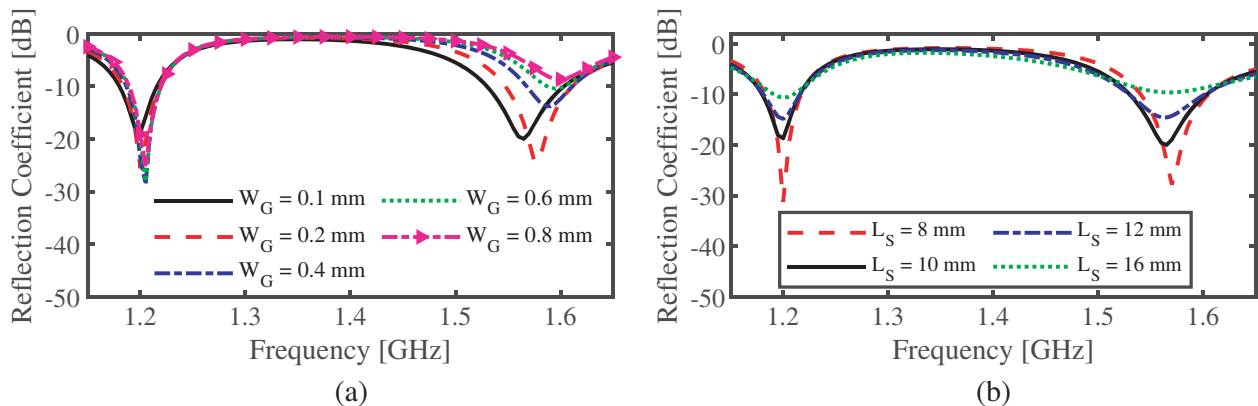 0
-10
-20
-30
-40
-50
Reflection Coefficient [dB]
W_G = 0.1 mm
W_G = 0.2 mm
W_G = 0.4 mm
W_G = 0.6 mm
W_G = 0.8 mm
1.2 1.3 1.4 1.5 1.6
Frequency [GHz]
(a)
0
-10
-20
-30
-40
-50
Reflection Coefficient [dB]
L_S = 8 mm
L_S = 10 mm
L_S = 12 mm
L_S = 16 mm
1.2 1.3 1.4 1.5 1.6
Frequency [GHz]
(b)